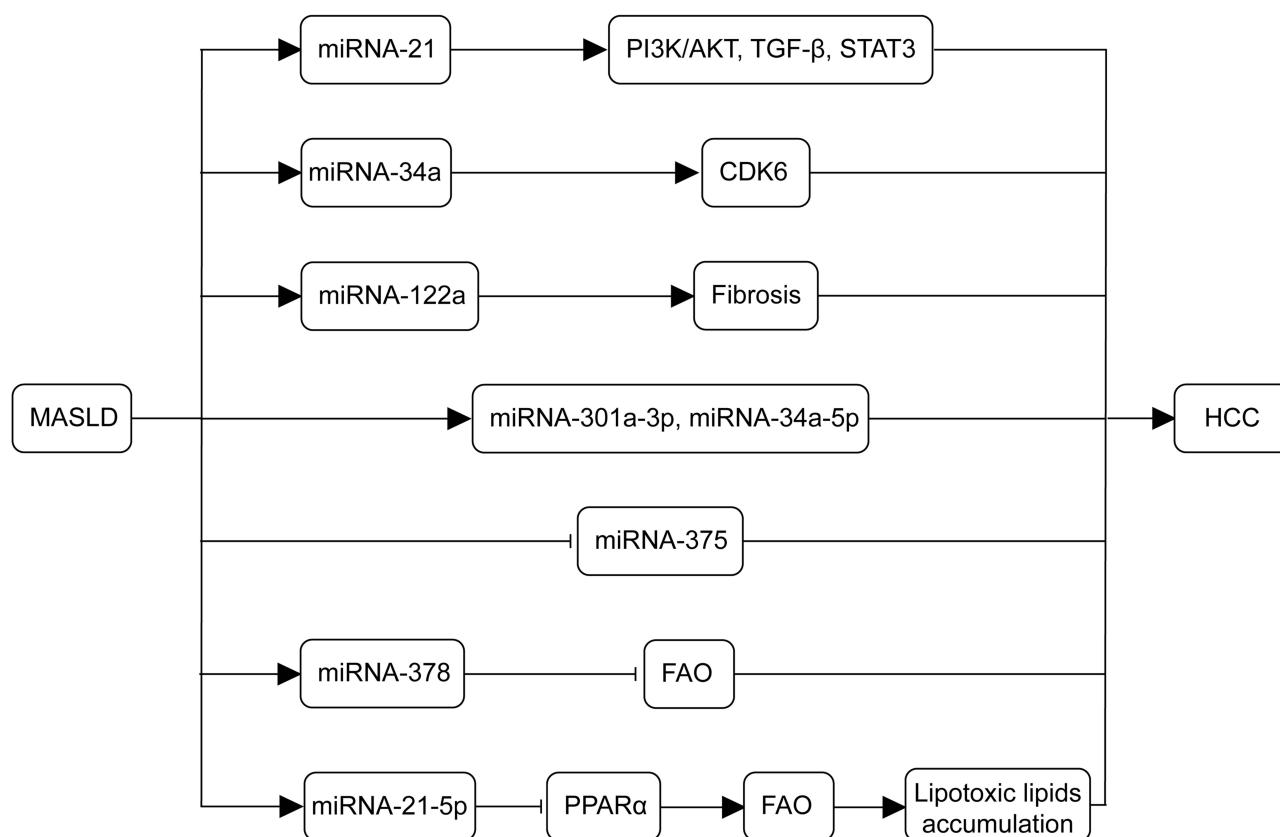 miRNA-21
PI3K/AKT, TGF-β, STAT3
miRNA-34a
CDK6
miRNA-122a
Fibrosis
MASLD
miRNA-301a-3p, miRNA-34a-5p
HCC
miRNA-375
miRNA-378
FAO
miRNA-21-5p
PPARα
FAO
Lipotoxic lipids
accumulation